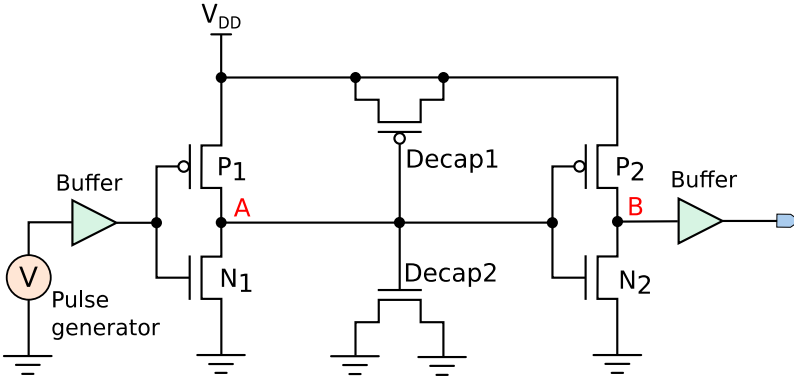 VDD
P1
Decap1
P2
Buffer
Buffer
A
B
V
N1
Decap2
N2
Pulse
generator